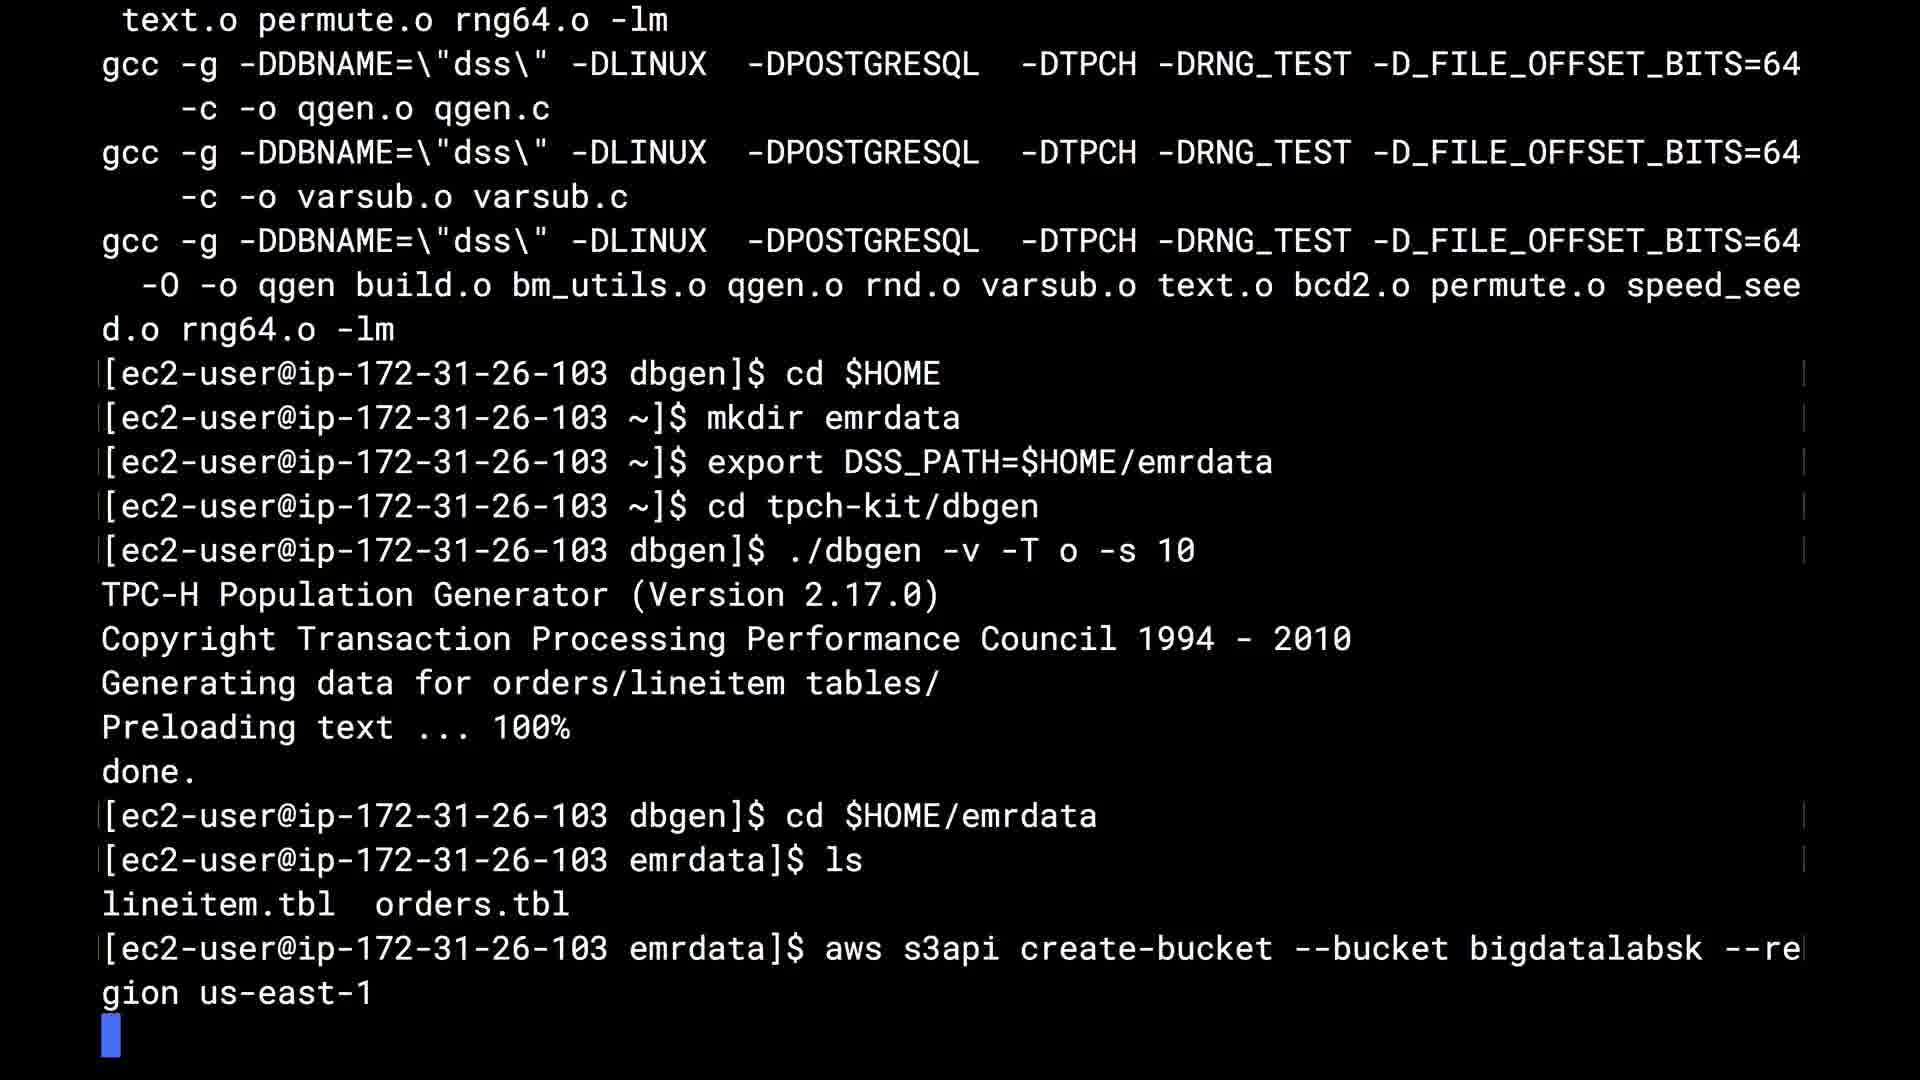 text.o permute.o rng64.o -lm
gcc -g -DDBNAME=\"dss\" -DLINUX  -DPOSTGRESQL  -DTPCH -DRNG_TEST -D_FILE_OFFSET_BITS=64
    -c -o qgen.o qgen.c
gcc -g -DDBNAME=\"dss\" -DLINUX  -DPOSTGRESQL  -DTPCH -DRNG_TEST -D_FILE_OFFSET_BITS=64
    -c -o varsub.o varsub.c
gcc -g -DDBNAME=\"dss\" -DLINUX  -DPOSTGRESQL  -DTPCH -DRNG_TEST -D_FILE_OFFSET_BITS=64
  -O -o qgen build.o bm_utils.o qgen.o rnd.o varsub.o text.o bcd2.o permute.o speed_see
d.o rng64.o -lm
[ec2-user@ip-172-31-26-103 dbgen]$ cd $HOME
[ec2-user@ip-172-31-26-103 ~]$ mkdir emrdata
[ec2-user@ip-172-31-26-103 ~]$ export DSS_PATH=$HOME/emrdata
[ec2-user@ip-172-31-26-103 ~]$ cd tpch-kit/dbgen
[ec2-user@ip-172-31-26-103 dbgen]$ ./dbgen -v -T o -s 10
TPC-H Population Generator (Version 2.17.0)
Copyright Transaction Processing Performance Council 1994 - 2010
Generating data for orders/lineitem tables/
Preloading text ... 100%
done.
[ec2-user@ip-172-31-26-103 dbgen]$ cd $HOME/emrdata
[ec2-user@ip-172-31-26-103 emrdata]$ ls
lineitem.tbl  orders.tbl
[ec2-user@ip-172-31-26-103 emrdata]$ aws s3api create-bucket --bucket bigdatalabsk --re
gion us-east-1